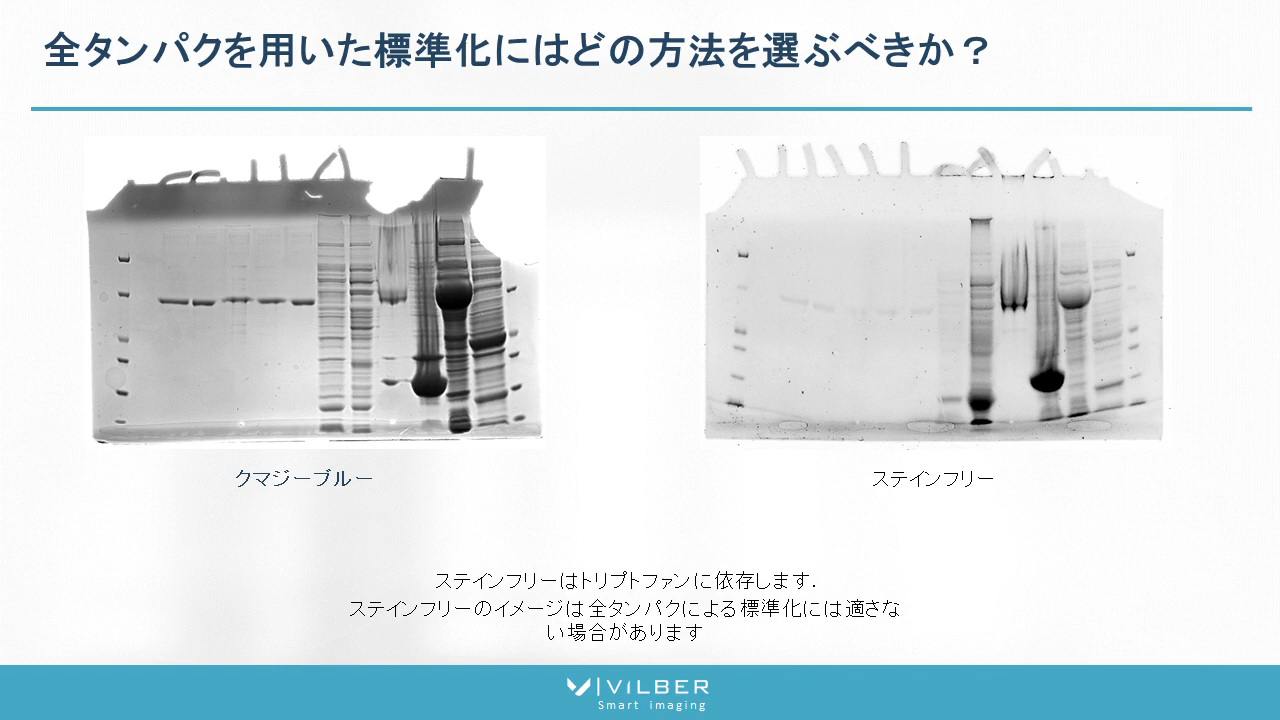 全タンパクを用いた標準化にはどの方法を選ぶべきか？
クマジーブルー
ステインフリー
ステインフリーはトリプトファンに依存します.
ステインフリーのイメージは全タンパクによる標準化には適さな
い場合があります
VILBER
Smart imaging